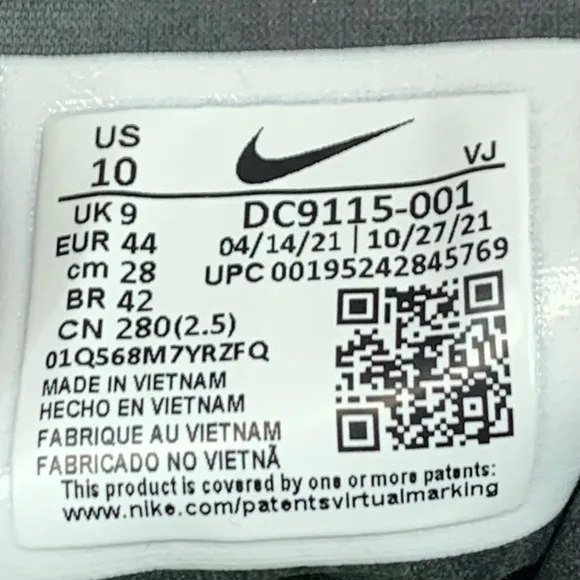 US
10
VJ
UK 9
DC9115-001
EUR 44
04/14/21 | 10/27/21
cm 28
UPC 00195242845769
BR 42
CN 280(2.5)
01Q568M7YRZFQ
MADE IN VIETNAM
HECHO EN VIETNAM
FABRIQUE AU VIETNAM
FABRICADO NO VIETNÃ
This product is covered by one or more patents:
www.nike.com/patentsvirtualmarking